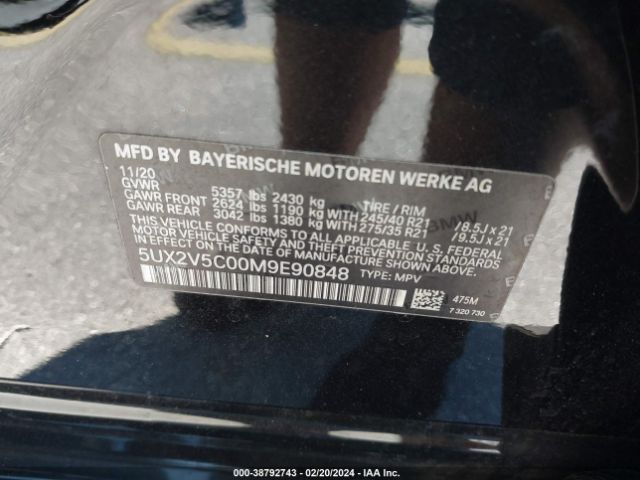 MFD BY BAYERISCHE MOTOREN WERKE AG
11/20
GVWR 5357 lbs 2430 kg TIRE / RIM
GAWR FRONT 2624 lbs 1190 kg WITH 245/40 R21 /8.5J x 21
GAWR REAR 3042 lbs 1380 kg WITH 275/35 R21 /9.5J x 21
THIS VEHICLE CONFORMS TO ALL APPLICABLE U.S. FEDERAL
MOTOR VEHICLE SAFETY AND THEFT PREVENTION STANDARDS
IN EFFECT ON THE DATE OF MANUFACTURE SHOWN ABOVE.
5UX2V5C00M9E90848 TYPE: MPV
475M
7 320 730
000-38792743 - 02/20/2024 - IAA Inc.